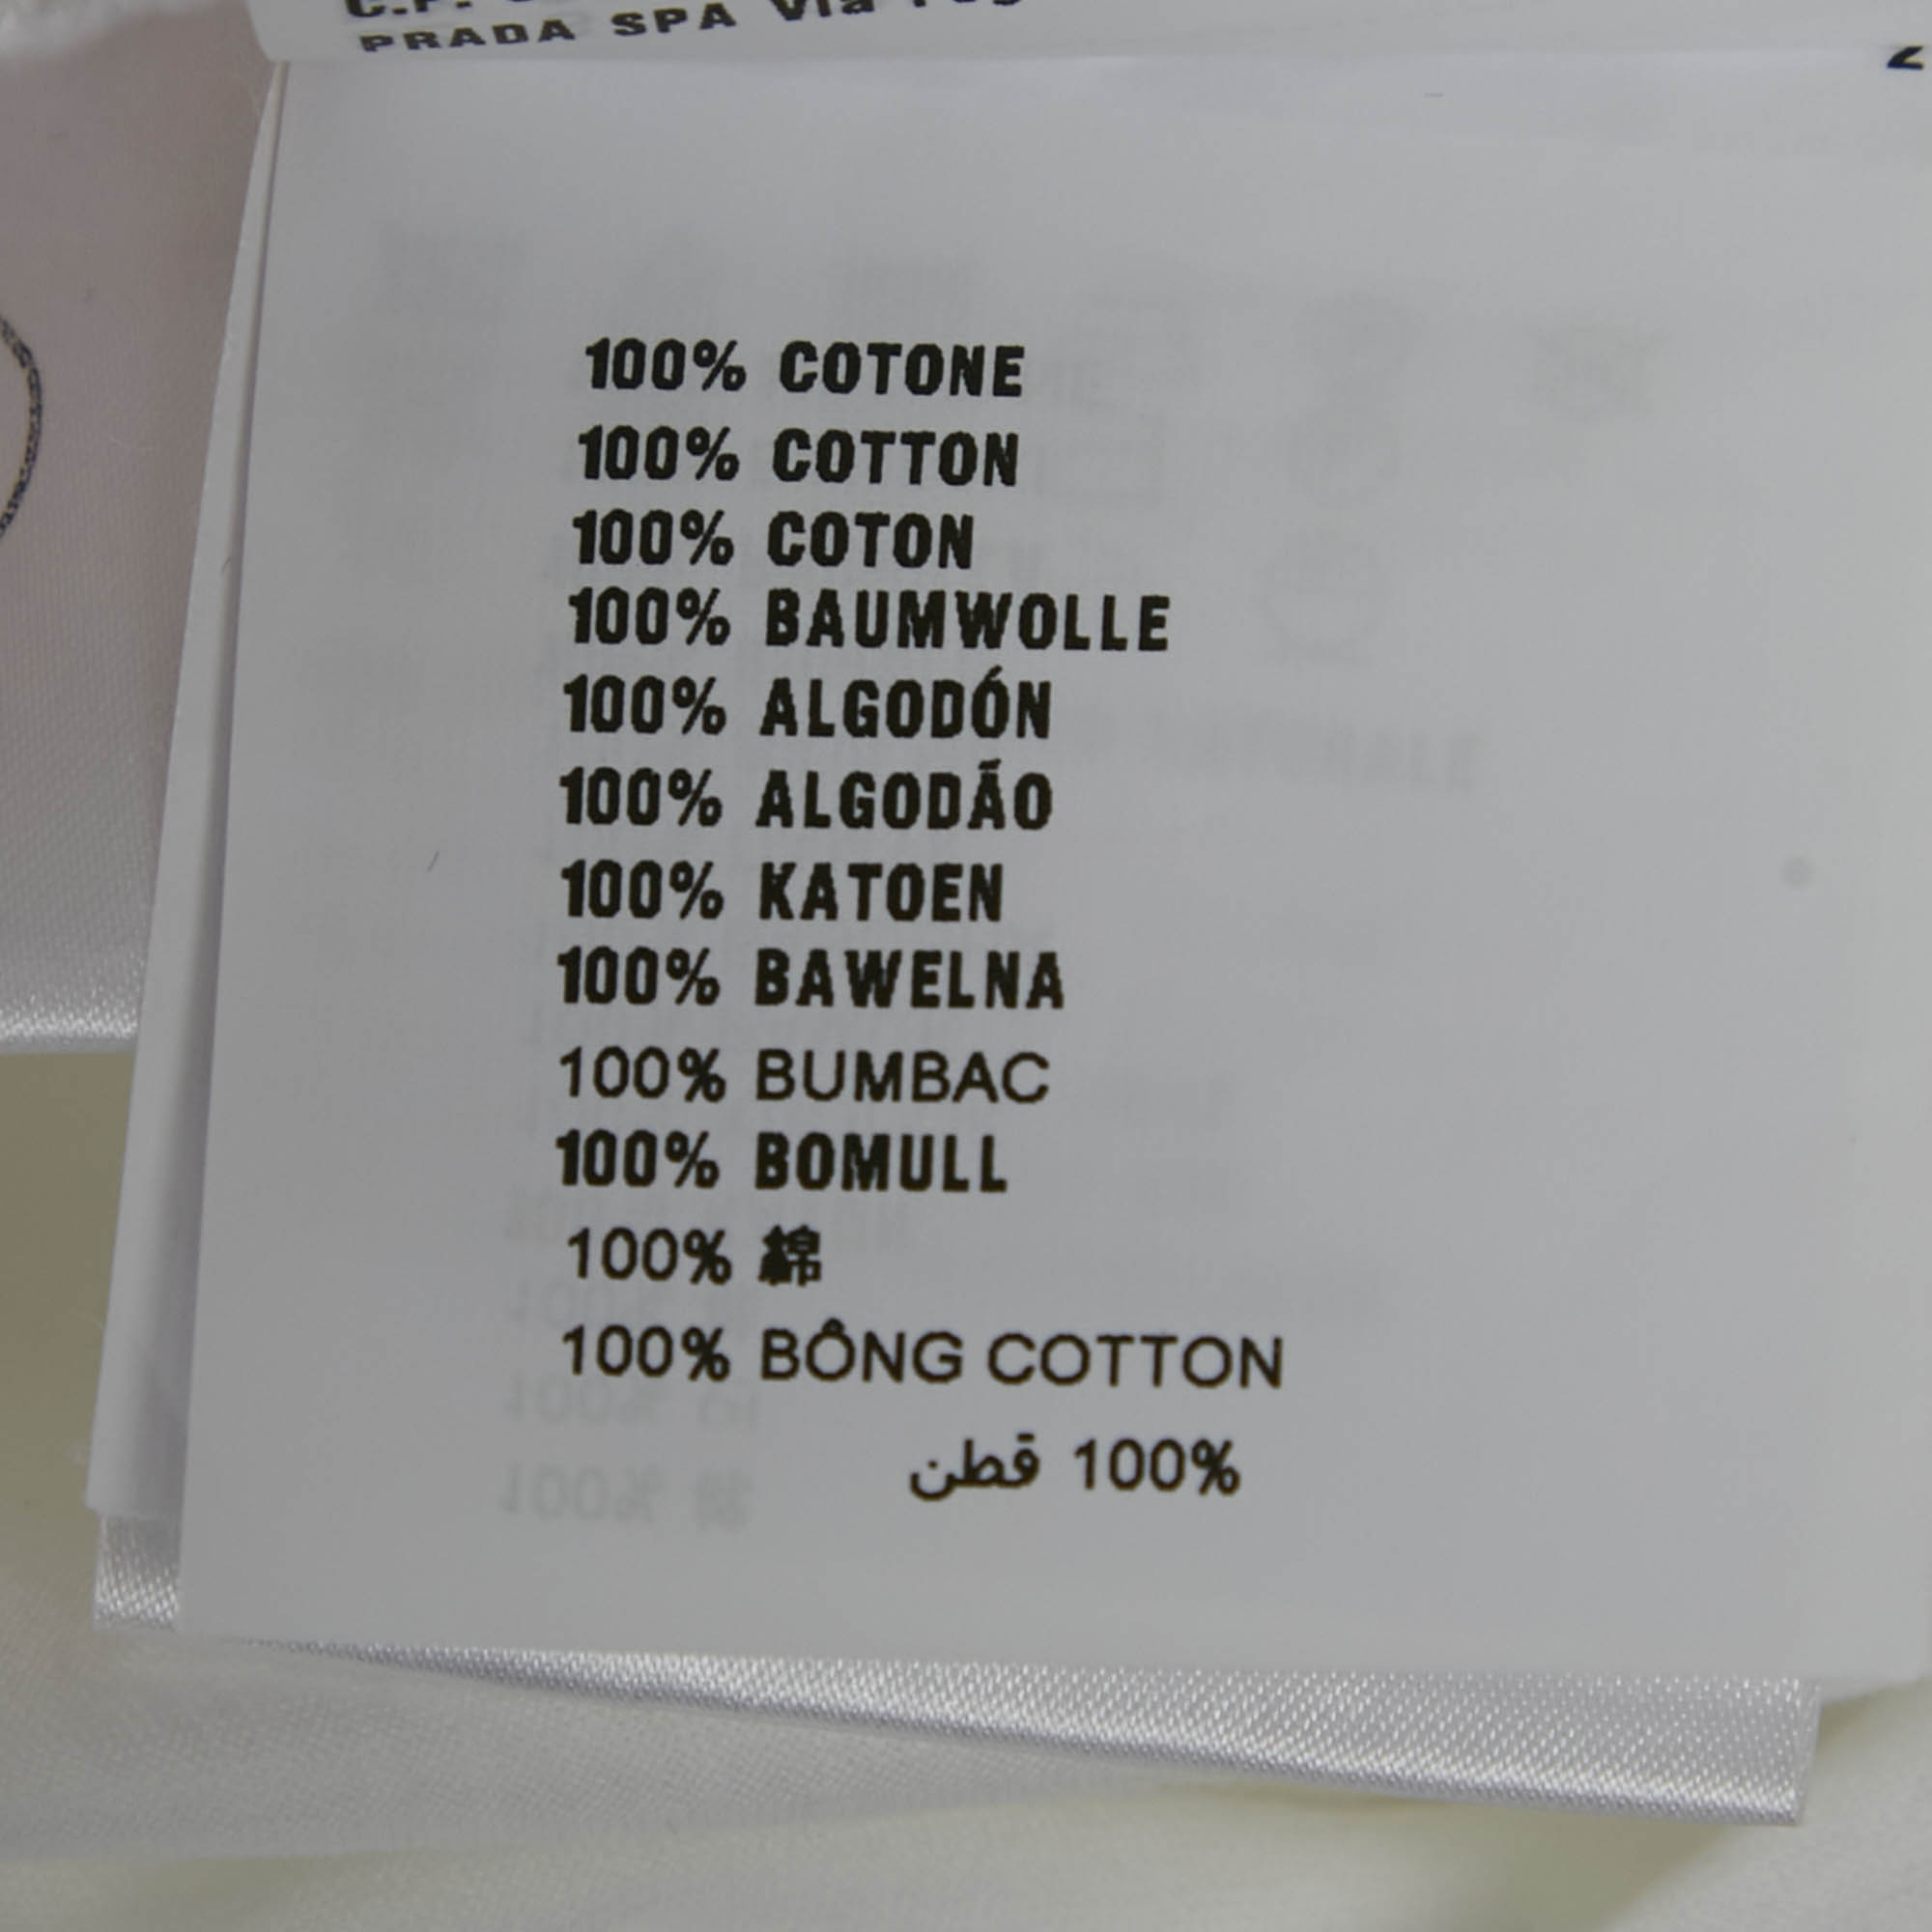 PRADA SPA Via
100% COTONE
100% COTTON
100% COTON
100% BAUMWOLLE
100% ALGODÓN
100% ALGODÃO
100% KATOEN
100% BAWELNA
100% BUMBAC
100% BOMULL
100% 綿
100% BÔNG COTTON
100% قطن